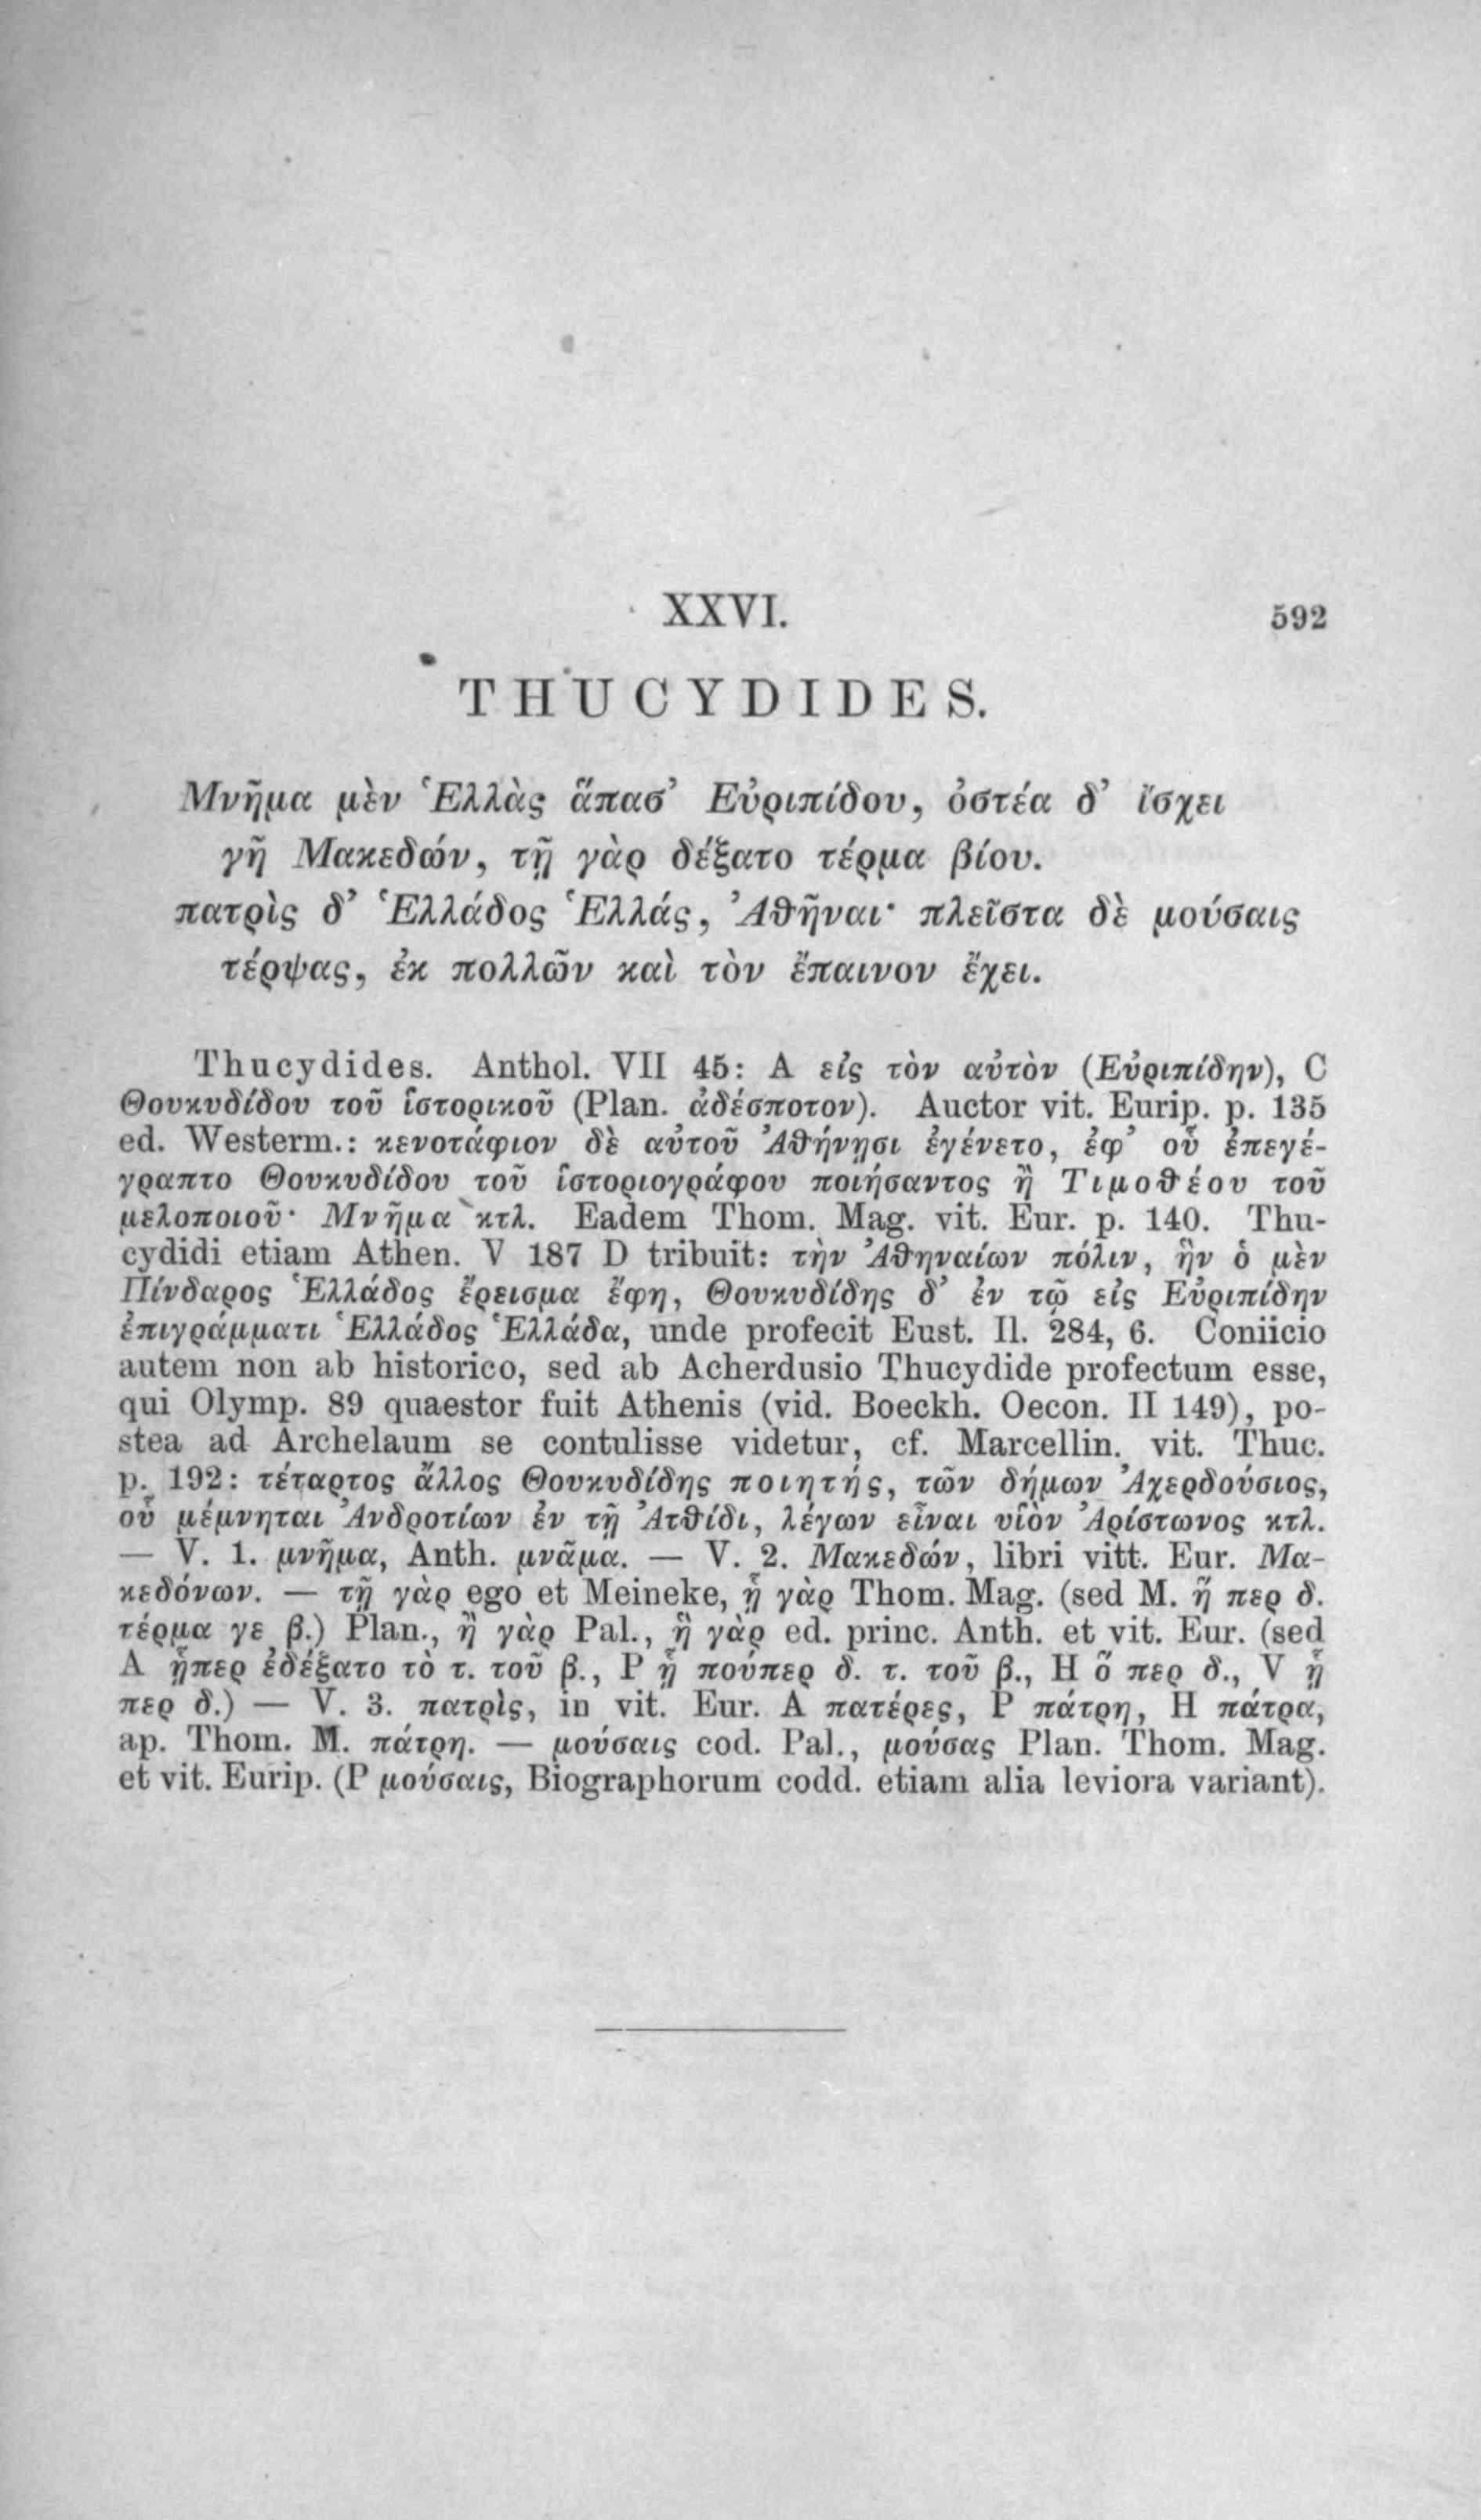 XXVI. 592
THUCYDIDES.
Μνῆμα μὲν Ἑλλὰς ἅπασ’ Εὐριπίδου, ὀστέα δ’ ἴσχει
γῆ Μακεδών, τῇ γὰρ δέξατο τέρμα βίου.
πατρὶς δ’ Ἑλλάδος Ἑλλάς, Ἀθῆναι· πλεῖστα δὲ μούσαις
τέρψας, ἐκ πολλῶν καὶ τὸν ἔπαινον ἔχει.
Thucydides. Anthol. VII 45: A εἰς τὸν αὐτὸν (Εὐριπίδην), C
Θουκυδίδου τοῦ ἱστορικοῦ (Plan. ἀδέσποτον). Auctor vit. Eurip. p. 135
ed. Westerm.: κενοτάφιον δὲ αὐτοῦ Ἀθήνῃσι ἐγένετο, ἐφ’ οὗ ἐπεγέ-
γραπτο Θουκυδίδου τοῦ ἱστοριογράφου ποιήσαντος ἢ Τιμοθέου τοῦ
μελοποιοῦ· Μνῆμα κτλ. Eadem Thom. Mag. vit. Eur. p. 140. Thu-
cydidi etiam Athen. V 187 D tribuit: τὴν Ἀθηναίων πόλιν, ἣν ὁ μὲν
Πίνδαρος Ἑλλάδος ἔρεισμα ἔφη, Θουκυδίδης δ’ ἐν τῷ εἰς Εὐριπίδην
ἐπιγράμματι Ἑλλάδος Ἑλλάδα, unde profecit Eust. Il. 284, 6. Coniicio
autem non ab historico, sed ab Acherdusio Thucydide profectum esse,
qui Olymp. 89 quaestor fuit Athenis (vid. Boeckh. Oecon. II 149), po-
stea ad Archelaum se contulisse videtur, cf. Marcellin. vit. Thuc.
p. 192: τέταρτος ἄλλος Θουκυδίδης ποιητής, τῶν δήμων Ἀχερδούσιος,
οὗ μέμνηται Ἀνδροτίων ἐν τῇ Ἀτθίδι, λέγων εἶναι υἱὸν Ἀρίστωνος κτλ.
— V. 1. μνῆμα, Anth. μνᾶμα. — V. 2. Μακεδών, libri vitt. Eur. Μα-
κεδόνων. — τῇ γὰρ ego et Meineke, ᾗ γὰρ Thom. Mag. (sed M. ἥ περ δ.
τέρμα γε β.) Plan., ἢ γὰρ Pal., ἣ γὰρ ed. princ. Anth. et vit. Eur. (sed
A ᾗπερ ἐδέξατο τὸ τ. τοῦ β., P ᾗ πούπερ δ. τ. τοῦ β., H ὅ περ δ., V ᾗ
περ δ.) — V. 3. πατρὶς, in vit. Eur. A πατέρες, P πάτρη, H πάτρα,
ap. Thom. M. πάτρη. — μούσαις cod. Pal., μούσας Plan. Thom. Mag.
et vit. Eurip. (P μούσαις, Biographorum codd. etiam alia leviora variant).